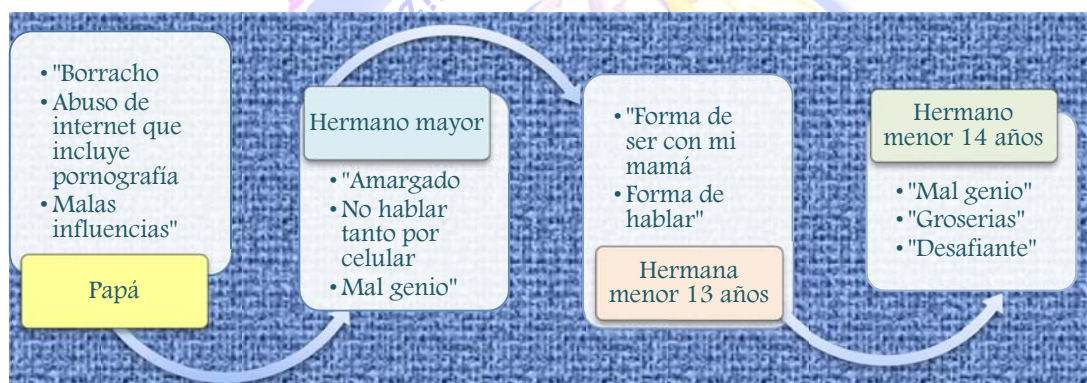 • "Borracho
• Abuso de
internet que
incluye
pornografía
• Malas
influencias"
Papá
Hermano mayor
• "Amargado
• No hablar
tanto por
celular
• Mal genio"
• "Forma de
ser con mi
mamá
• Forma de
hablar"
Hermana
menor 13 años
Hermano
menor 14 años
• "Mal genio"
• "Groserias"
• "Desafiante"